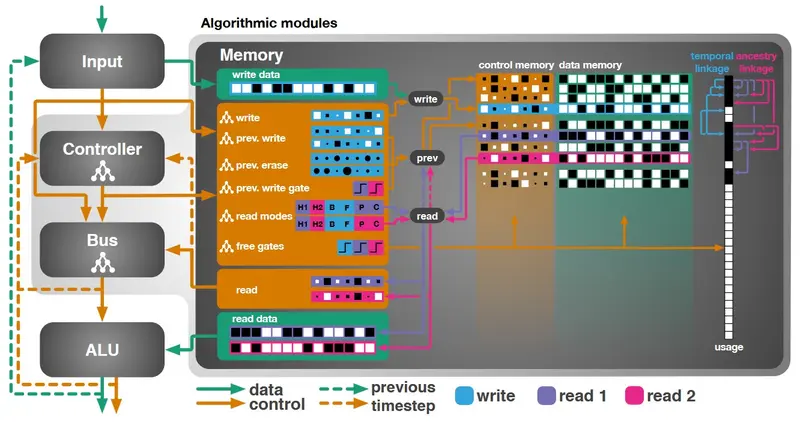 Algorithmic modules
Input
Controller
Bus
ALU
Memory
write data
write
prev. write
prev. erase
prev. write gate
read modes
H1 H2 B F P C
H1 H2 B F P C
free gates
read
read data
write
prev
read
control memory
data memory
temporal
linkage
ancestry
linkage
usage
data
control
previous
timestep
write
read 1
read 2